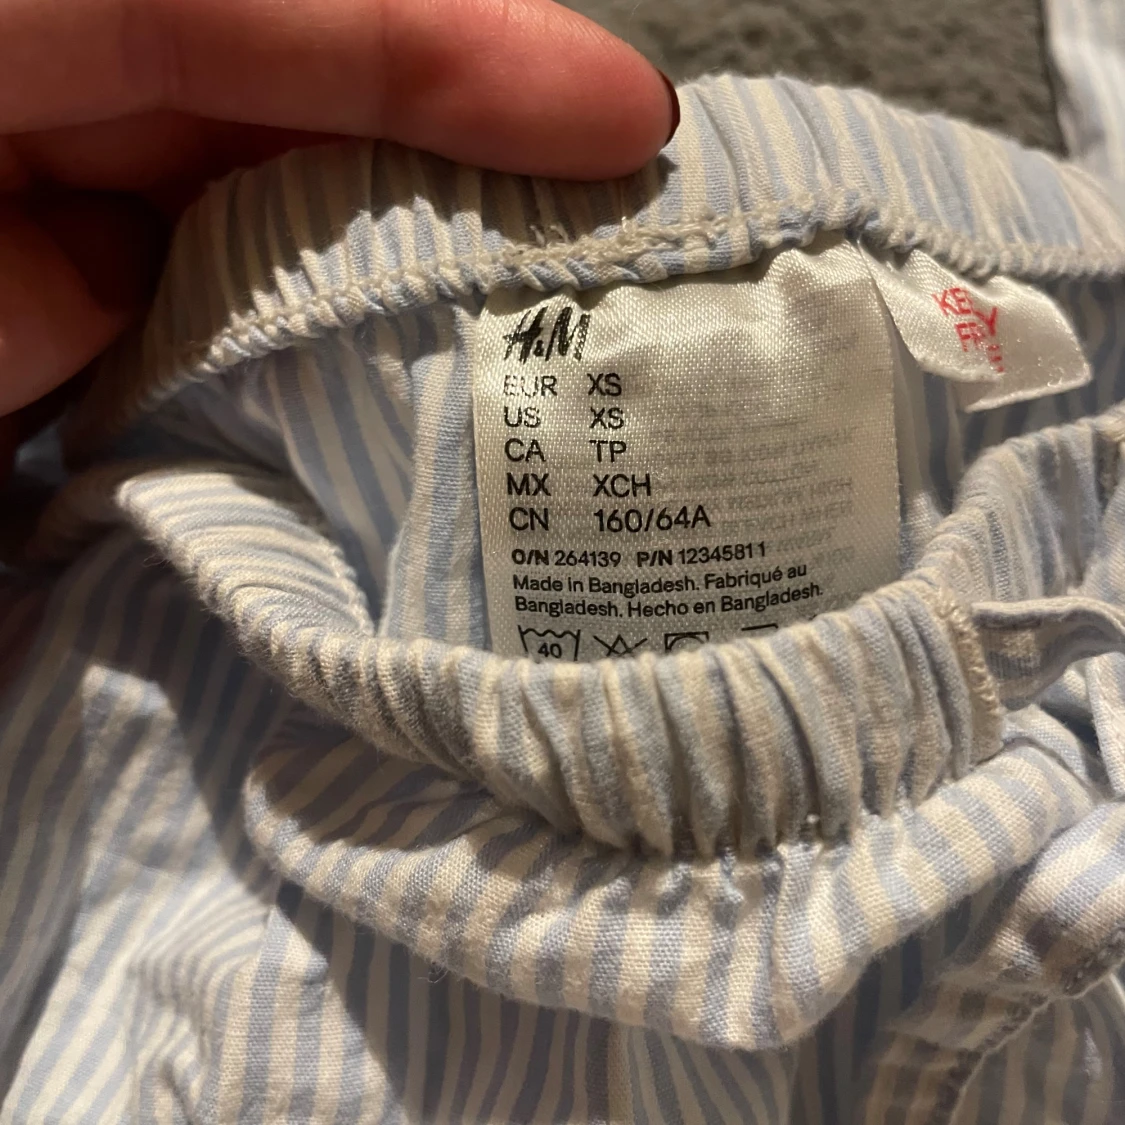 H&M
EUR XS
US XS
CA TP
MX XCH
CN 160/64A
O/N 264139 P/N 12345811
Made in Bangladesh. Fabriqué au
Bangladesh. Hecho en Bangladesh.
40